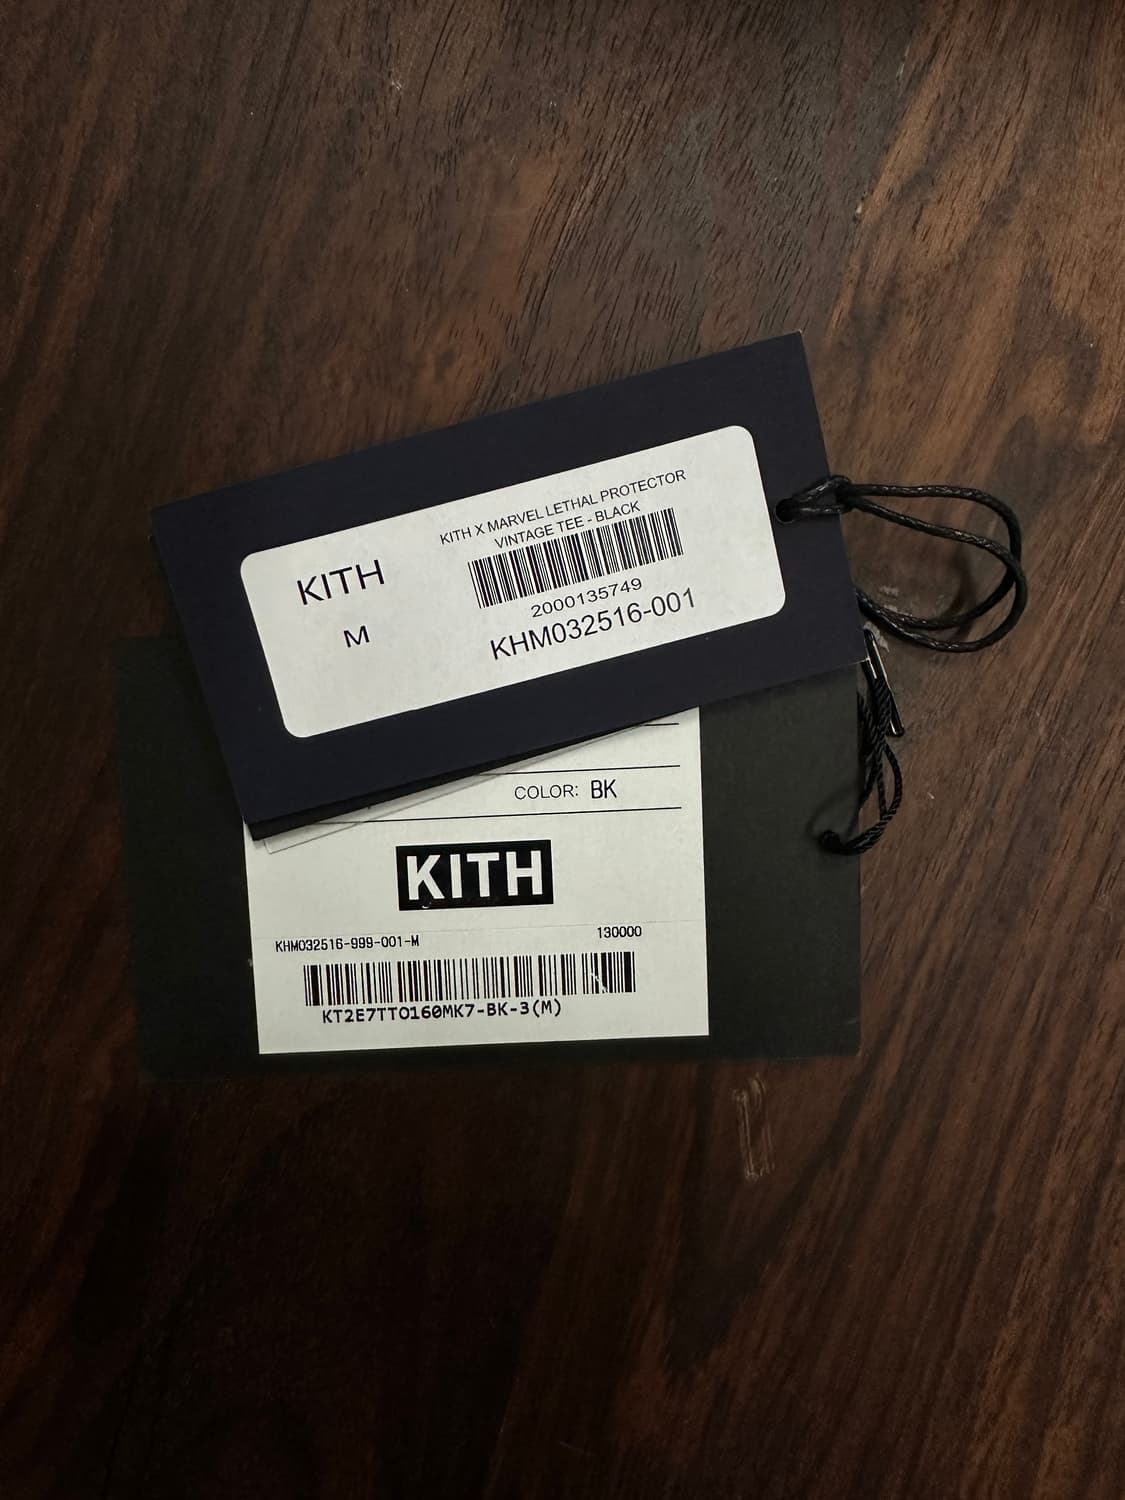 KITH
M
KITH X MARVEL LETHAL PROTECTOR
VINTAGE TEE - BLACK
2000135749
KHM032516-001
COLOR: BK
KITH
KHM032516-999-001-M 130000
KT2E7TTO160MK7-BK-3(M)